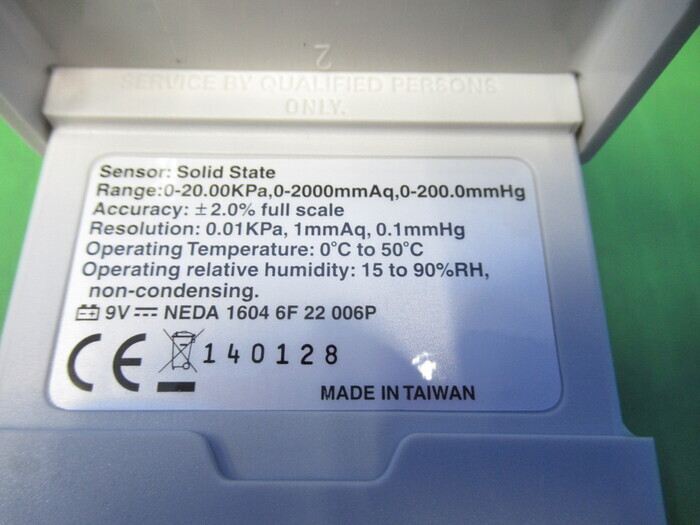 2
SERVICE BY QUALIFIED PERSONS
ONLY.
Sensor: Solid State
Range:0-20.00KPa,0-2000mmAq,0-200.0mmHg
Accuracy: ±2.0% full scale
Resolution: 0.01KPa, 1mmAq, 0.1mmHg
Operating Temperature: 0°C to 50°C
Operating relative humidity: 15 to 90%RH,
non-condensing.
9V⎓ NEDA 1604 6F 22 006P
CE 140128
MADE IN TAIWAN